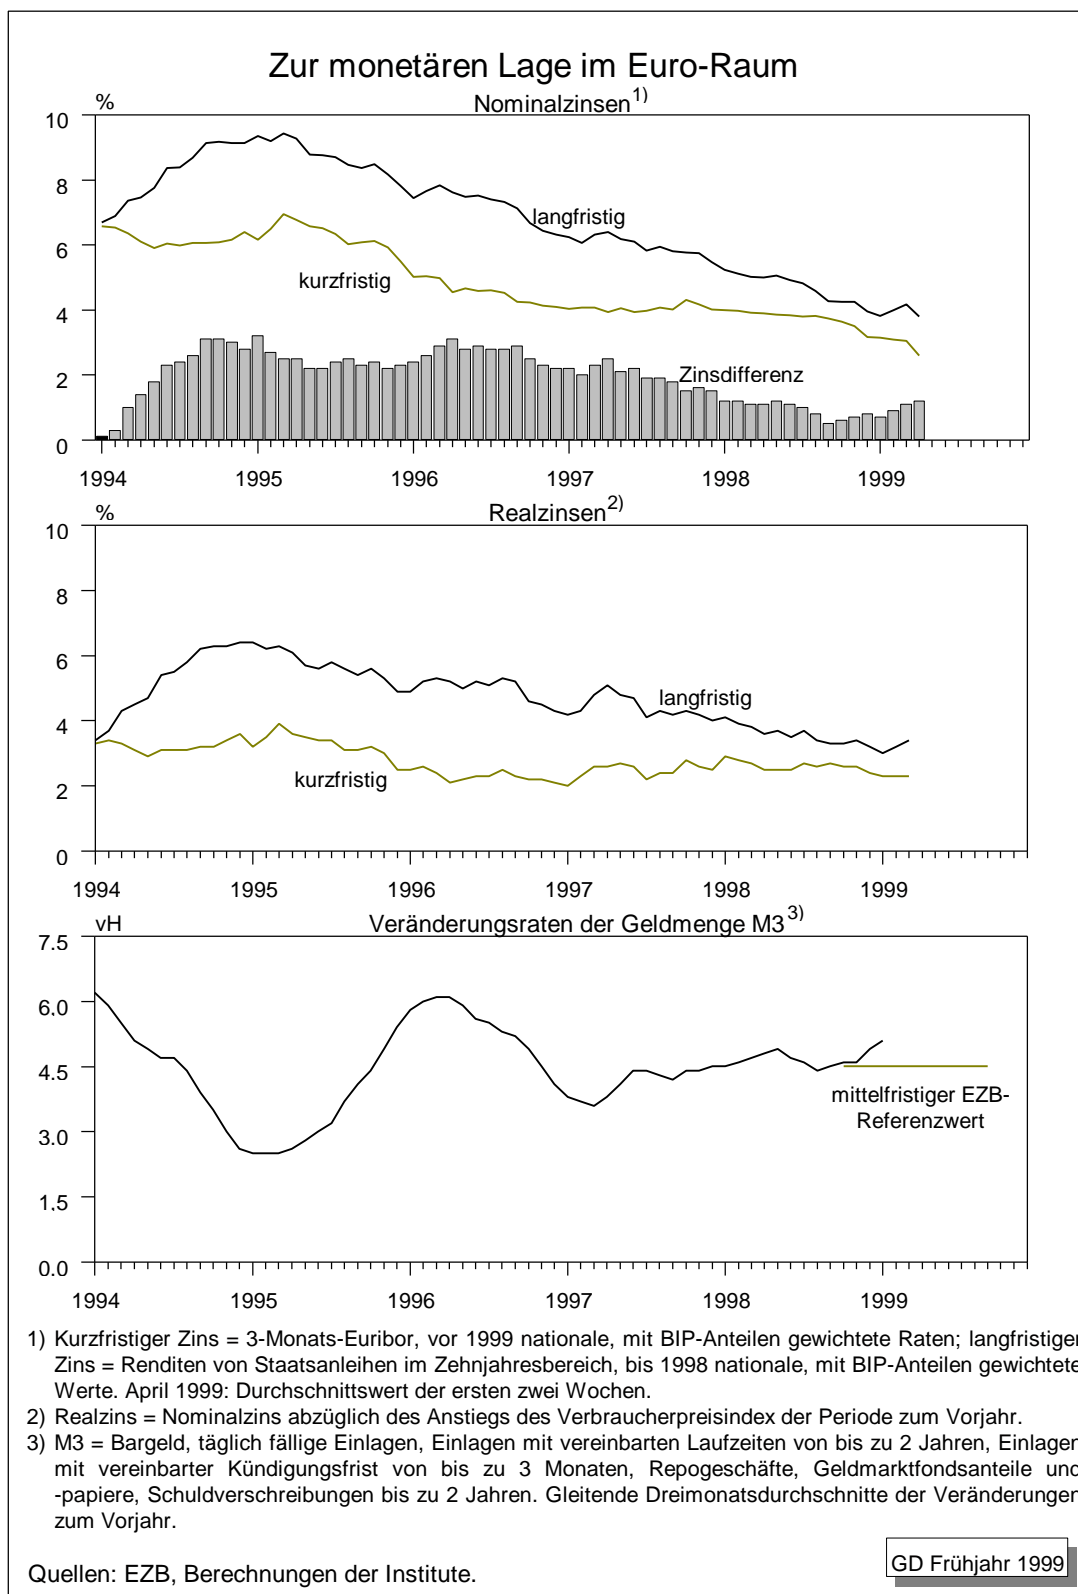 Zur monetären Lage im Euro-Raum
% Nominalzinsen1)
10
8
6
4
2
0
langfristig
kurzfristig
Zinsdifferenz
1994 1995 1996 1997 1998 1999
% Realzinsen2)
10
8
6
4
2
0
langfristig
kurzfristig
1994 1995 1996 1997 1998 1999
vH Veränderungsraten der Geldmenge M3 3)
7.5
6.0
4.5
3.0
1.5
0.0
mittelfristiger EZB-
Referenzwert
1994 1995 1996 1997 1998 1999
1) Kurzfristiger Zins = 3-Monats-Euribor, vor 1999 nationale, mit BIP-Anteilen gewichtete Raten; langfristiger
Zins = Renditen von Staatsanleihen im Zehnjahresbereich, bis 1998 nationale, mit BIP-Anteilen gewichtete
Werte. April 1999: Durchschnittswert der ersten zwei Wochen.
2) Realzins = Nominalzins abzüglich des Anstiegs des Verbraucherpreisindex der Periode zum Vorjahr.
3) M3 = Bargeld, täglich fällige Einlagen, Einlagen mit vereinbarten Laufzeiten von bis zu 2 Jahren, Einlagen
mit vereinbarter Kündigungsfrist von bis zu 3 Monaten, Repogeschäfte, Geldmarktfondsanteile und
-papiere, Schuldverschreibungen bis zu 2 Jahren. Gleitende Dreimonatsdurchschnitte der Veränderungen
zum Vorjahr.
Quellen: EZB, Berechnungen der Institute.
GD Frühjahr 1999